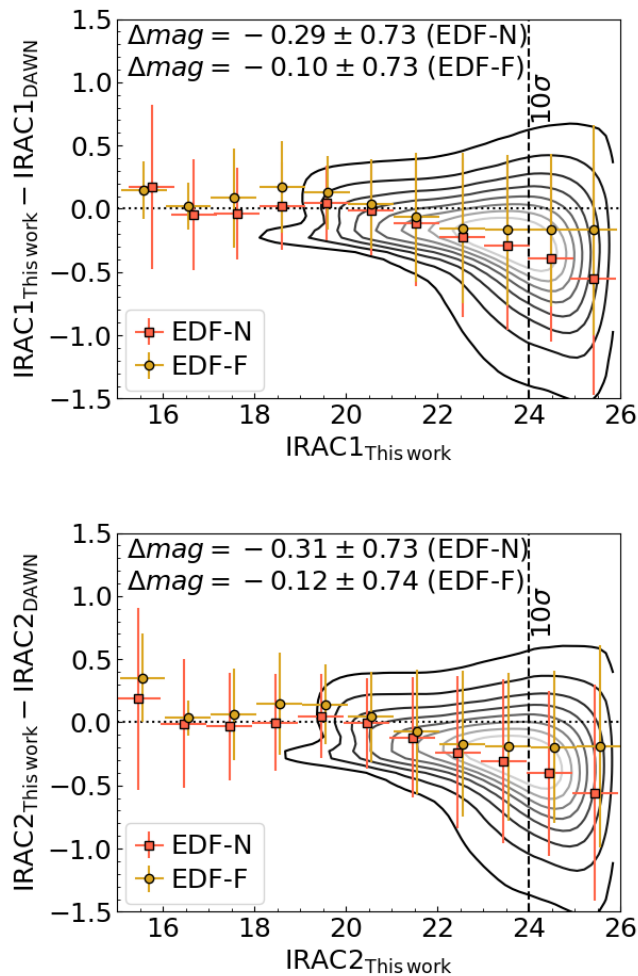 Δmag = − 0.29 ± 0.73 (EDF-N)
Δmag = − 0.10 ± 0.73 (EDF-F)
10σ
1.5
1.0
0.5
0.0
−0.5
−1.0
−1.5
IRAC1This work − IRAC1DAWN
EDF-N
EDF-F
16 18 20 22 24 26
IRAC1This work
Δmag = − 0.31 ± 0.73 (EDF-N)
Δmag = − 0.12 ± 0.74 (EDF-F)
10σ
1.5
1.0
0.5
0.0
−0.5
−1.0
−1.5
IRAC2This work − IRAC2DAWN
EDF-N
EDF-F
16 18 20 22 24 26
IRAC2This work